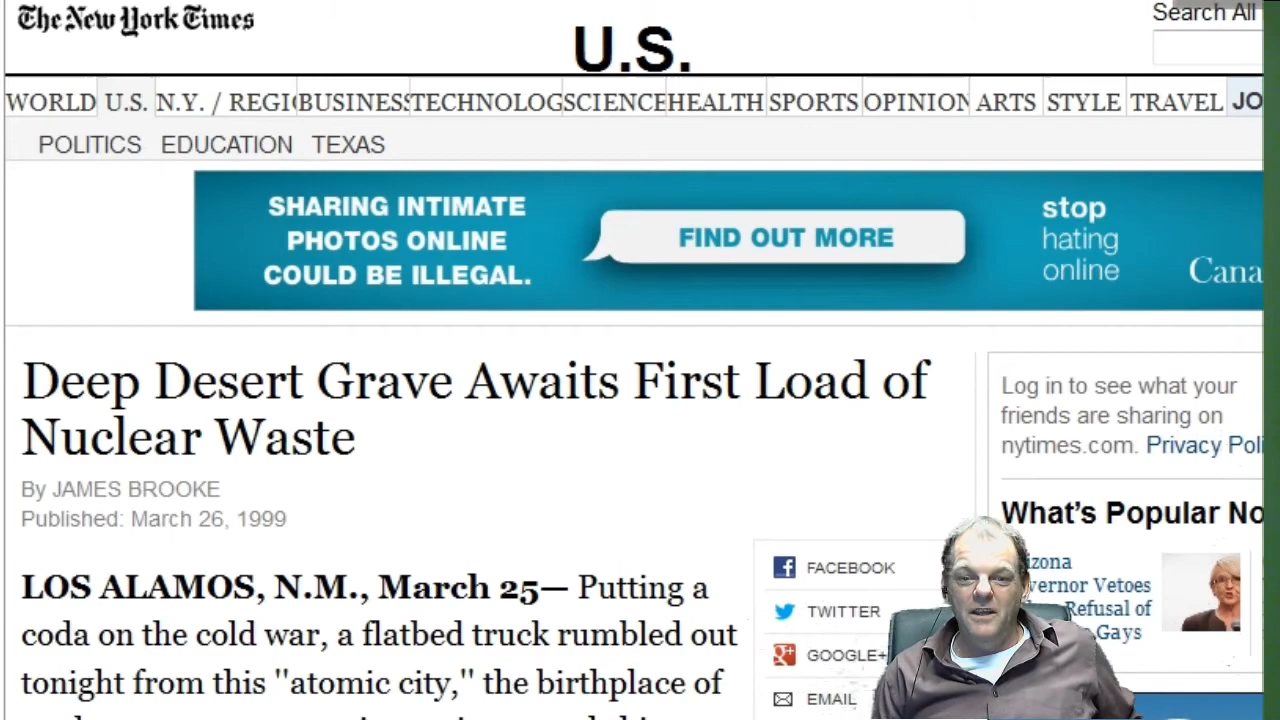 The New York Times
U.S.
Search All
WORLD U.S. N.Y. / REGI BUSINESS TECHNOLOG SCIENCE HEALTH SPORTS OPINION ARTS STYLE TRAVEL JO
POLITICS EDUCATION TEXAS
SHARING INTIMATE
PHOTOS ONLINE
COULD BE ILLEGAL.
FIND OUT MORE
stop
hating
online
Cana
Deep Desert Grave Awaits First Load of
Nuclear Waste
By JAMES BROOKE
Published: March 26, 1999
LOS ALAMOS, N.M., March 25— Putting a
coda on the cold war, a flatbed truck rumbled out
tonight from this "atomic city," the birthplace of
FACEBOOK
TWITTER
GOOGLE+
EMAIL
Log in to see what your
friends are sharing on
nytimes.com. Privacy Poli
What's Popular No
izona
vernor Vetoes
Refusal of
Gays